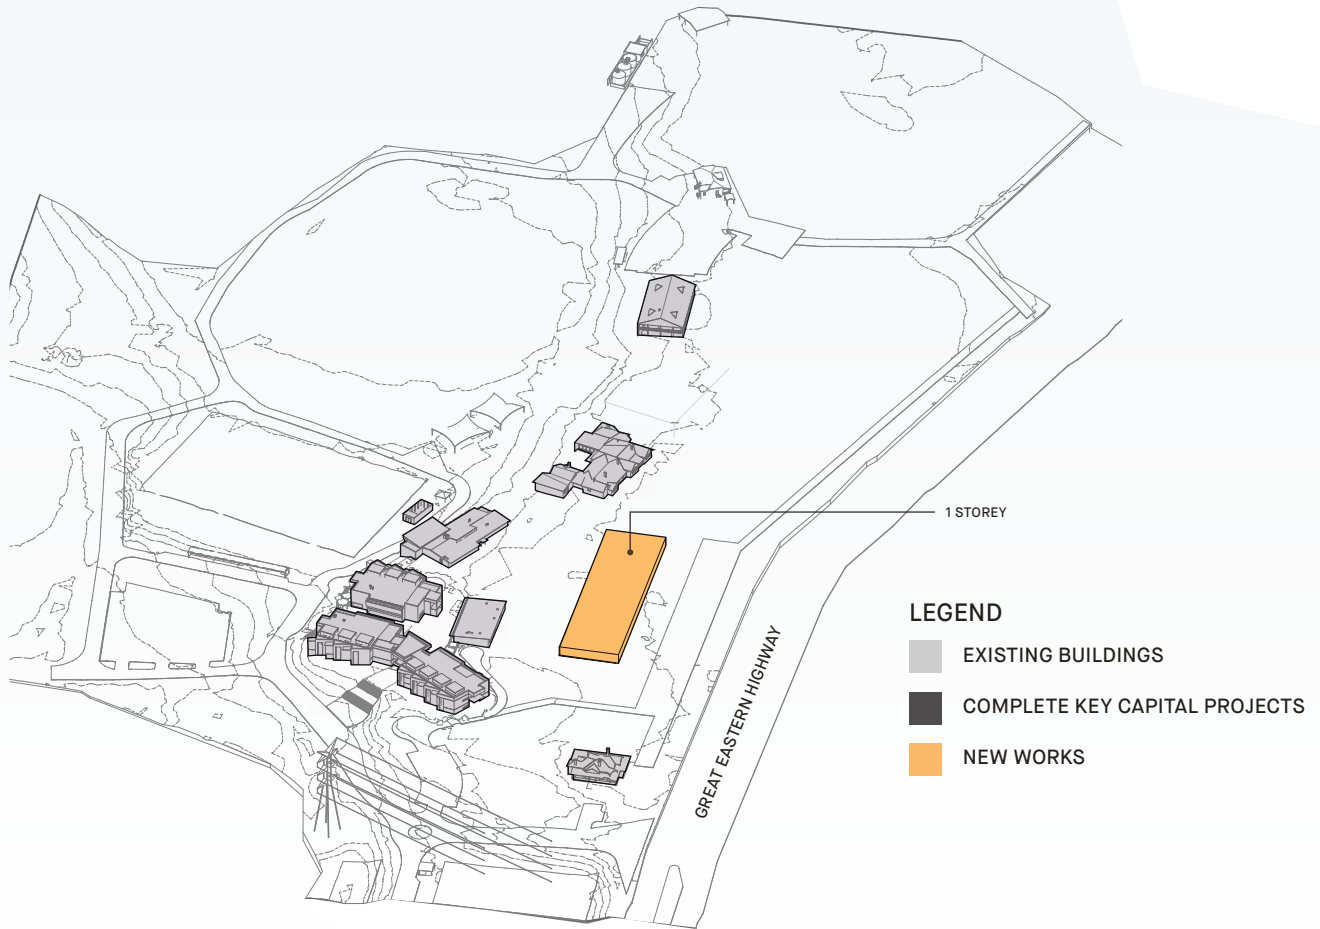 1 STOREY
LEGEND
EXISTING BUILDINGS
COMPLETE KEY CAPITAL PROJECTS
NEW WORKS
GREAT EASTERN HIGHWAY